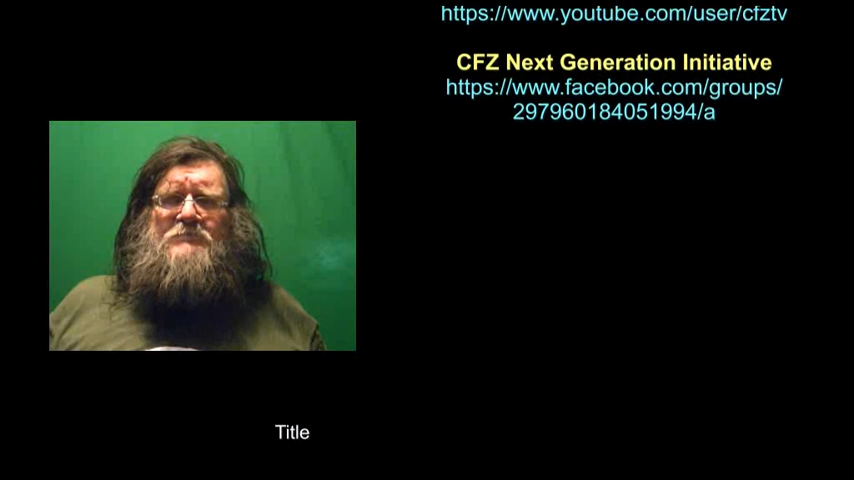 https://www.youtube.com/user/cfztv
CFZ Next Generation Initiative
https://www.facebook.com/groups/
297960184051994/a
Title